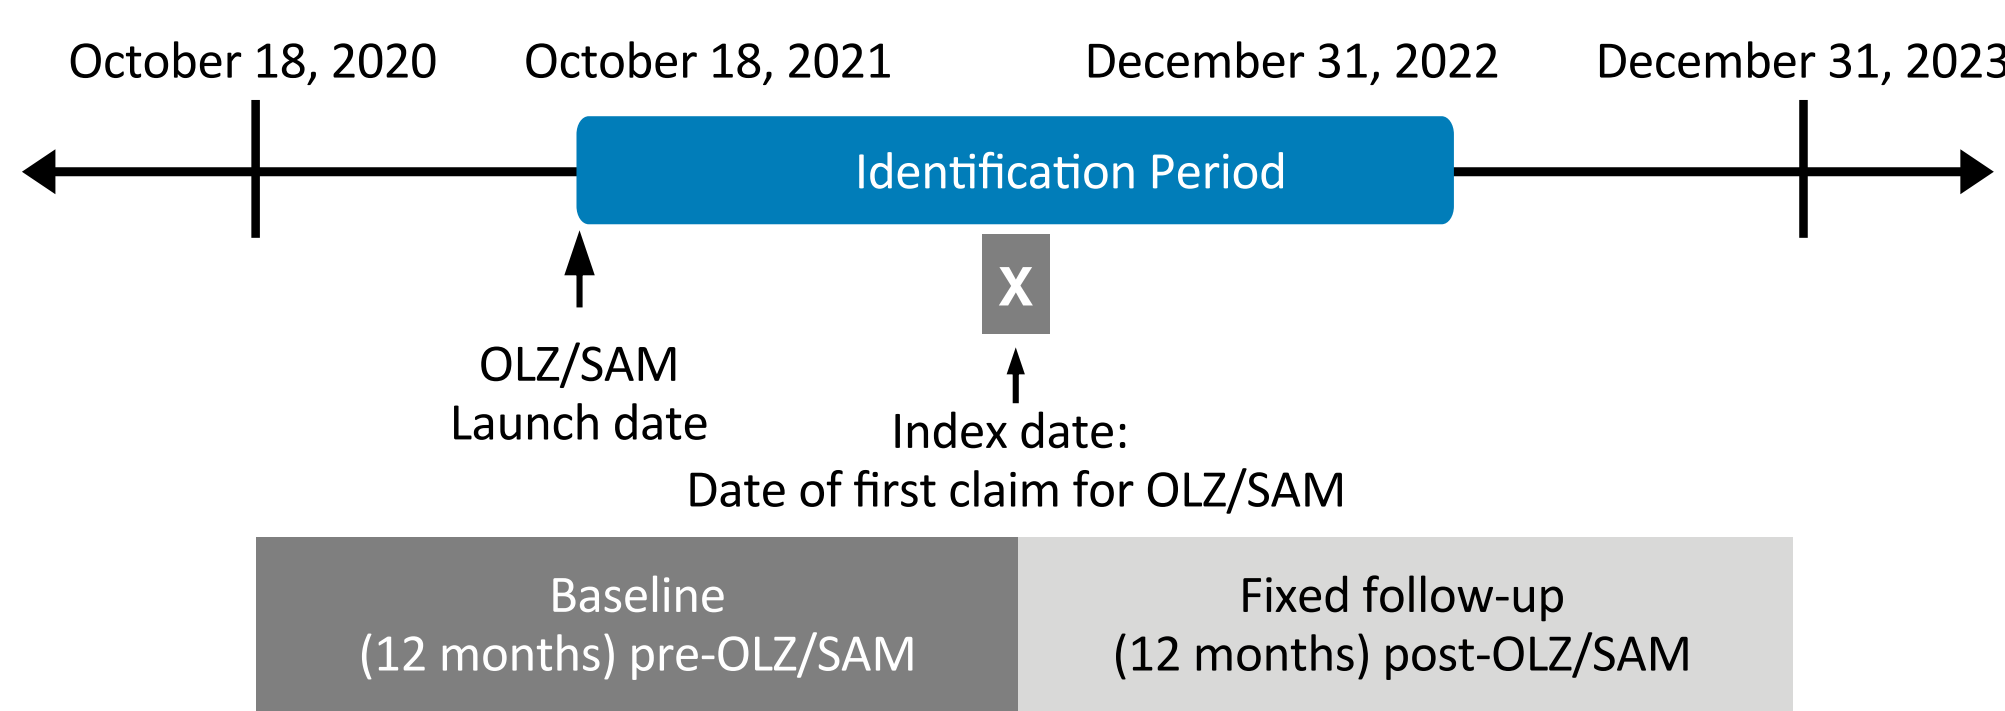 October 18, 2020
October 18, 2021
December 31, 2022
December 31, 2023
Identification Period
X
OLZ/SAM
Launch date
Index date:
Date of first claim for OLZ/SAM
Baseline
(12 months) pre-OLZ/SAM
Fixed follow-up
(12 months) post-OLZ/SAM